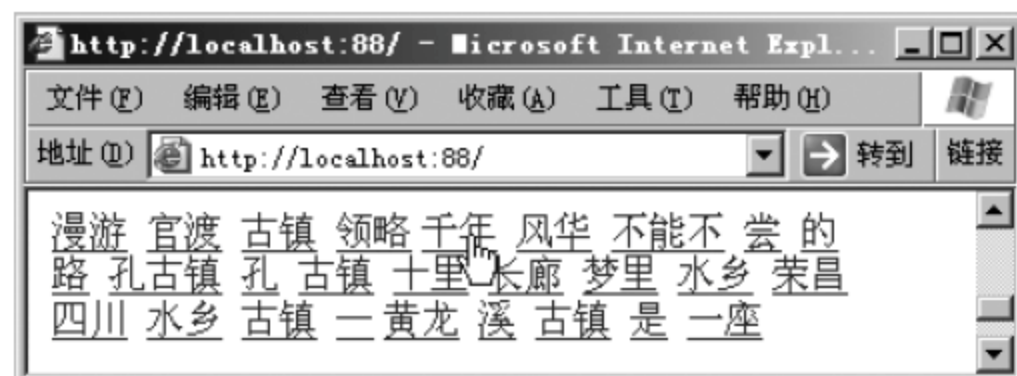 http://localhost:88/ - Microsoft Internet Expl...
文件(F) 编辑(E) 查看(V) 收藏(A) 工具(T) 帮助(H)
地址(D) http://localhost:88/ 转到 链接
漫游 官渡 古镇 领略 千年 风华 不能不 尝 的
路 孔古镇 孔 古镇 十里 长廊 梦里 水乡 荣昌
四川 水乡 古镇 一 黄龙 溪 古镇 是 一座